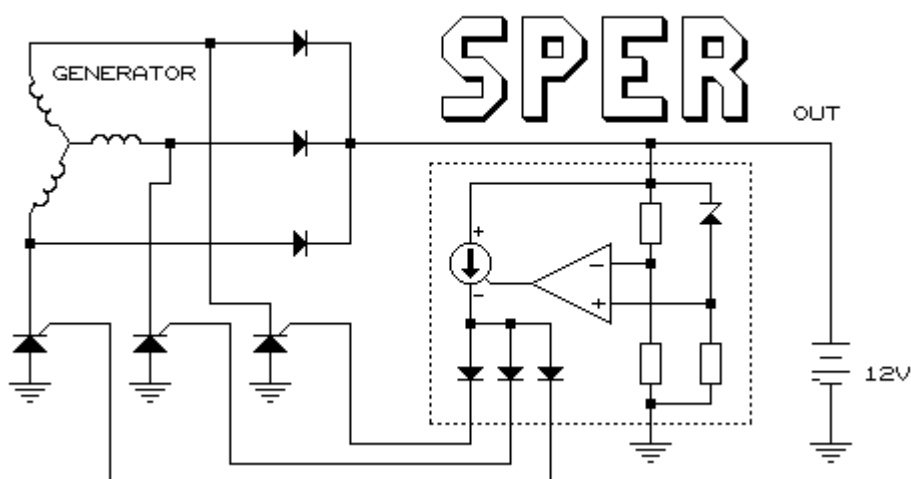 SPER
GENERATOR
OUT
+
−
−
+
12V